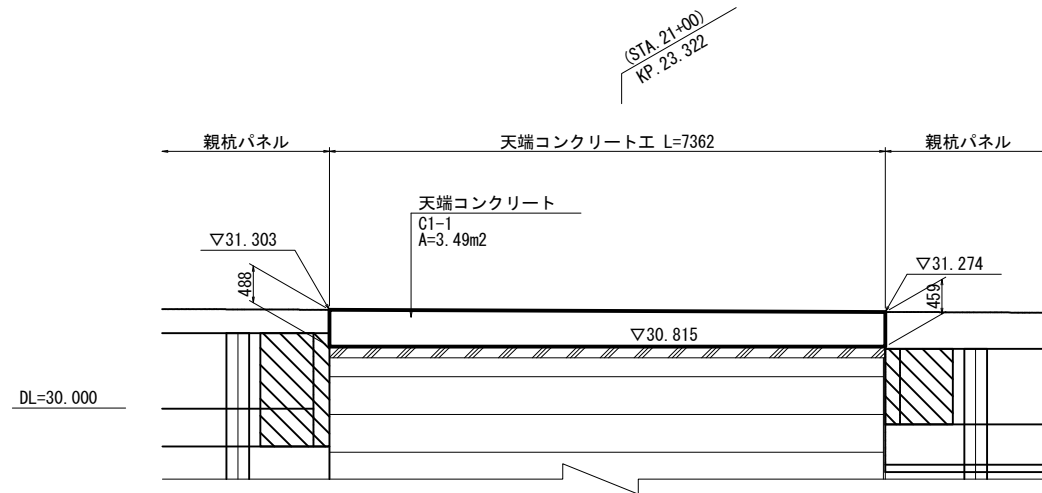 (STA.21+00)
KP.23.322
親杭パネル
天端コンクリート工 L=7362
親杭パネル
天端コンクリート
C1-1
A=3.49m2
▽31.303
▽31.274
488
459
▽30.815
DL=30.000